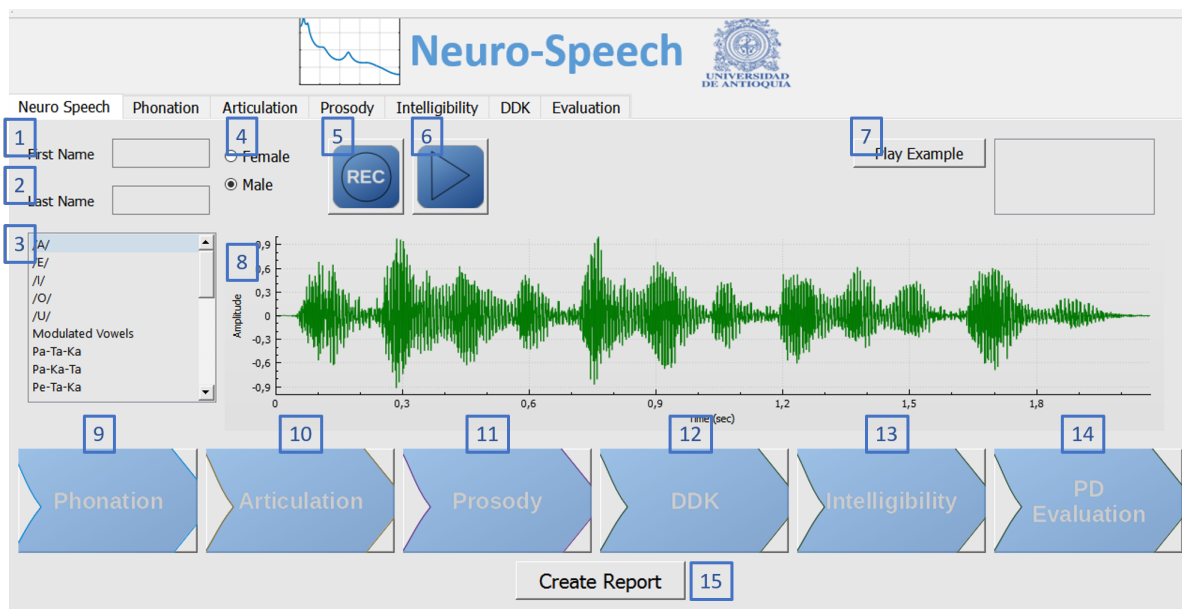 Neuro-Speech
UNIVERSIDAD
DE ANTIOQUIA
Neuro Speech Phonation Articulation Prosody Intelligibility DDK Evaluation
1 4 5 6 7
First Name Female REC Play Example
2
Last Name Male
3 /A/
/E/
/I/
/O/
/U/
Modulated Vowels
Pa-Ta-Ka
Pa-Ka-Ta
Pe-Ta-Ka
8
0,9
0,6
0,3
0
-0,3
-0,6
-0,9
Amplitude
0 0,3 0,6 0,9 1,2 1,5 1,8
Time (sec)
9 10 11 12 13 14
Phonation Articulation Prosody DDK Intelligibility PD
Evaluation
Create Report 15